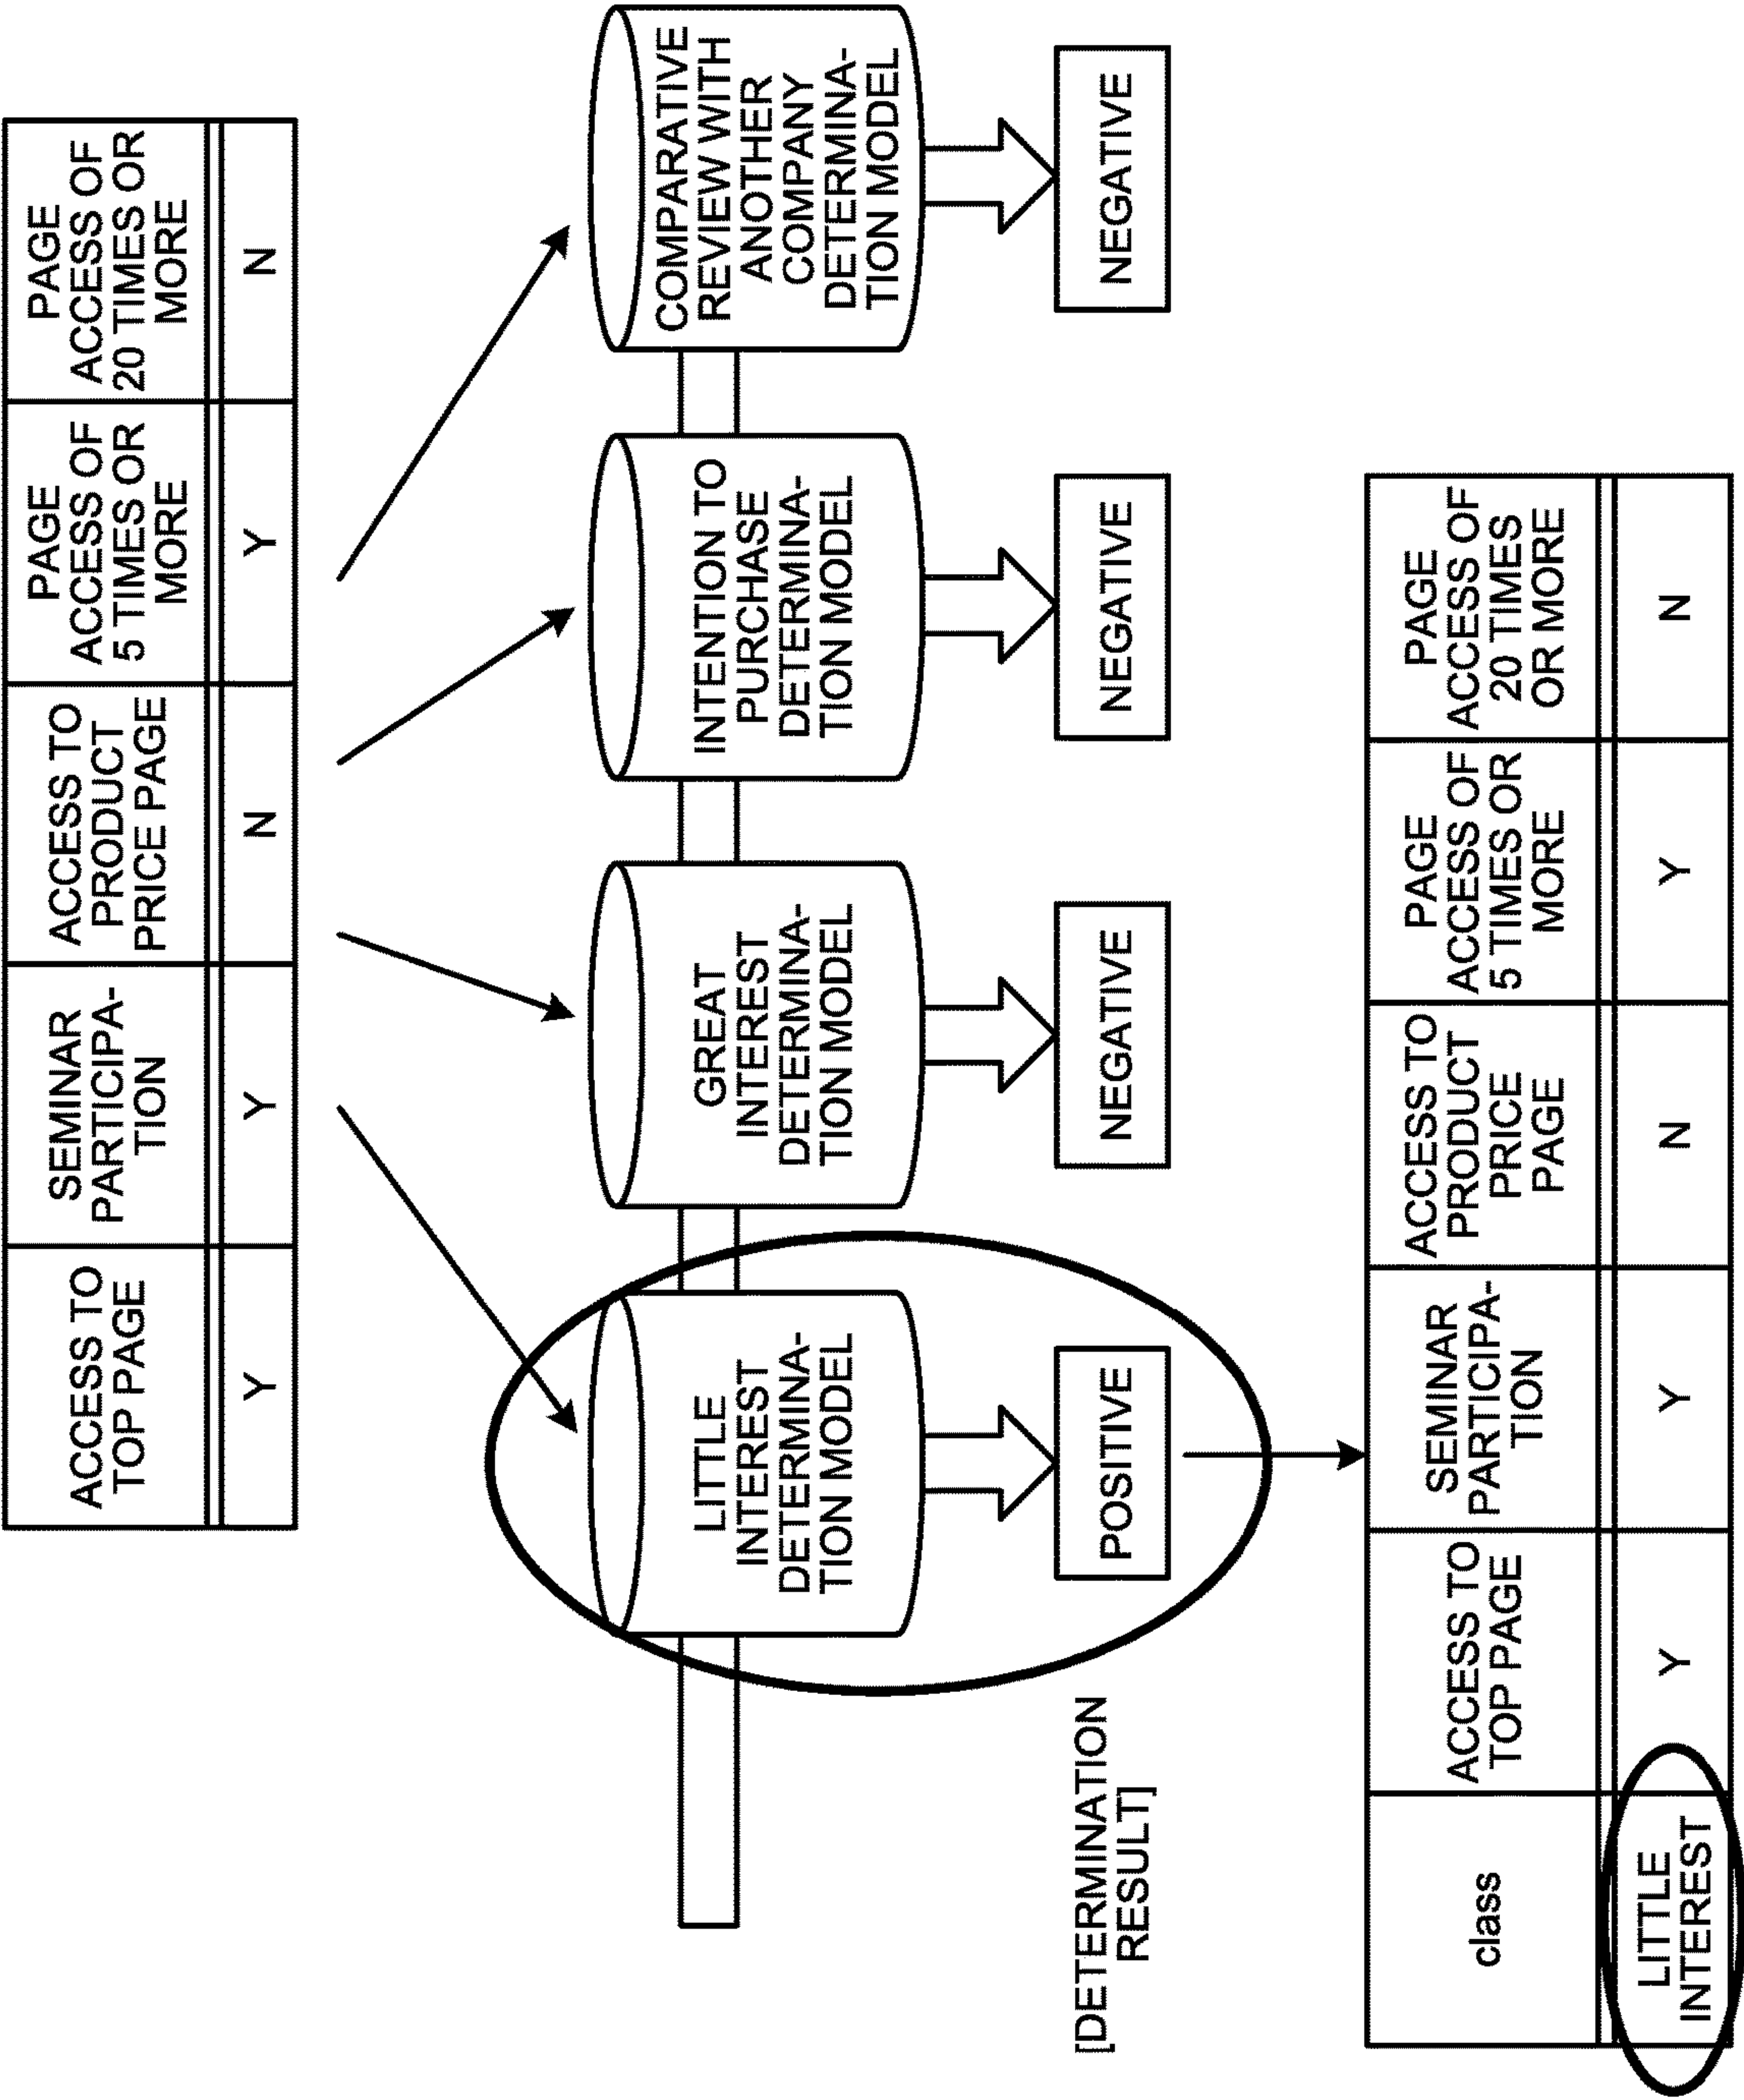 ACCESS TO
TOP PAGE
SEMINAR
PARTICIPA-
TION
ACCESS TO
PRODUCT
PRICE PAGE
PAGE
ACCESS OF
5 TIMES OR
MORE
PAGE
ACCESS OF
20 TIMES OR
MORE
Y
Y
N
Y
N
LITTLE
INTEREST
DETERMINA-
TION MODEL
GREAT
INTEREST
DETERMINA-
TION MODEL
INTENTION TO
PURCHASE
DETERMINA-
TION MODEL
COMPARATIVE
REVIEW WITH
ANOTHER
COMPANY
DETERMINA-
TION MODEL
[DETERMINATION
RESULT]
POSITIVE
NEGATIVE
NEGATIVE
NEGATIVE
class
ACCESS TO
TOP PAGE
SEMINAR
PARTICIPA-
TION
ACCESS TO
PRODUCT
PRICE
PAGE
PAGE
ACCESS OF
5 TIMES OR
MORE
PAGE
ACCESS OF
20 TIMES
OR MORE
LITTLE
INTEREST
Y
Y
N
Y
N